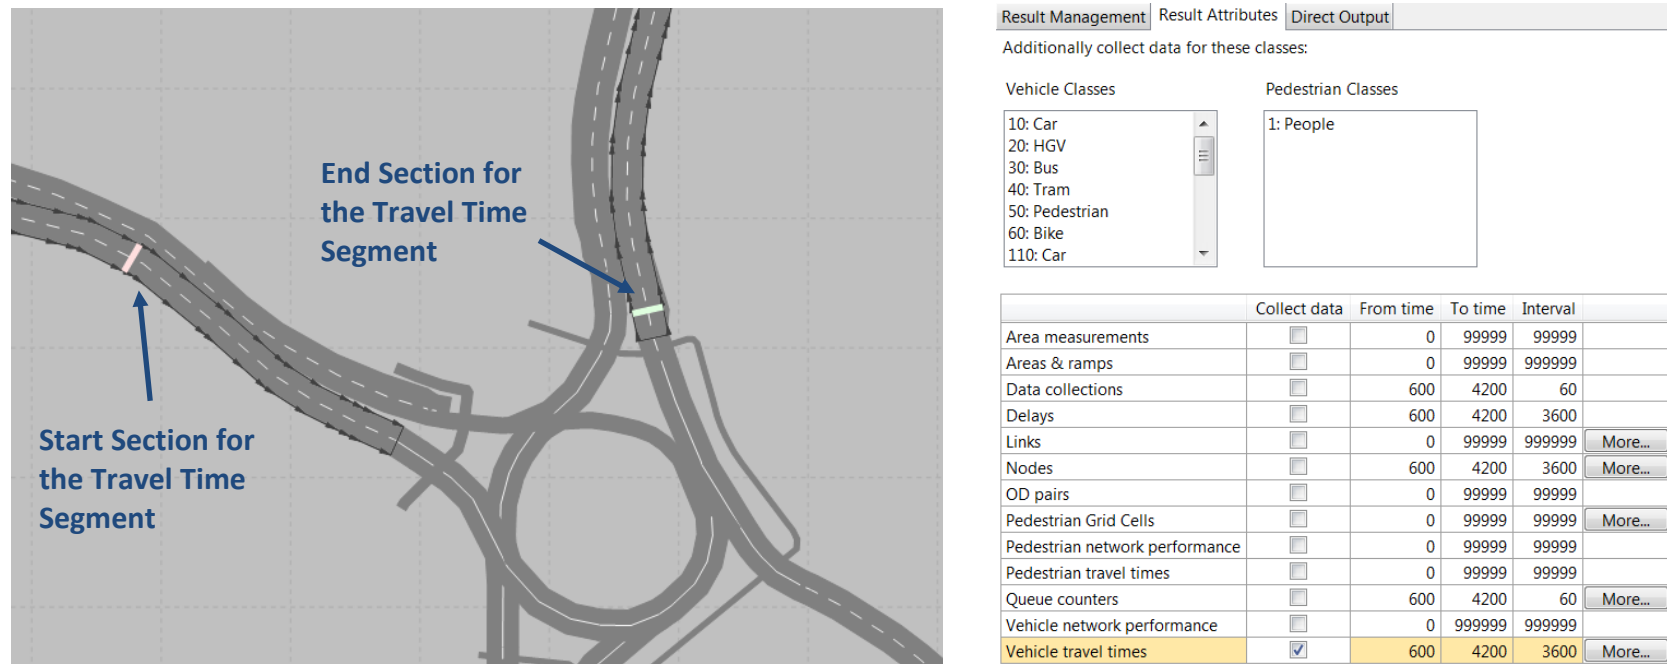 End Section for
the Travel Time
Segment
Start Section for
the Travel Time
Segment
Result Management Result Attributes Direct Output
Additionally collect data for these classes:
Vehicle Classes Pedestrian Classes
10: Car 1: People
20: HGV
30: Bus
40: Tram
50: Pedestrian
60: Bike
110: Car
Collect data From time To time Interval
Area measurements 0 99999 99999
Areas & ramps 0 99999 999999
Data collections 600 4200 60
Delays 600 4200 3600
Links 0 99999 999999 More...
Nodes 600 4200 3600 More...
OD pairs 0 99999 99999
Pedestrian Grid Cells 0 99999 99999 More...
Pedestrian network performance 0 99999 99999
Pedestrian travel times 0 99999 99999
Queue counters 600 4200 60 More...
Vehicle network performance 0 999999 999999
Vehicle travel times 600 4200 3600 More...